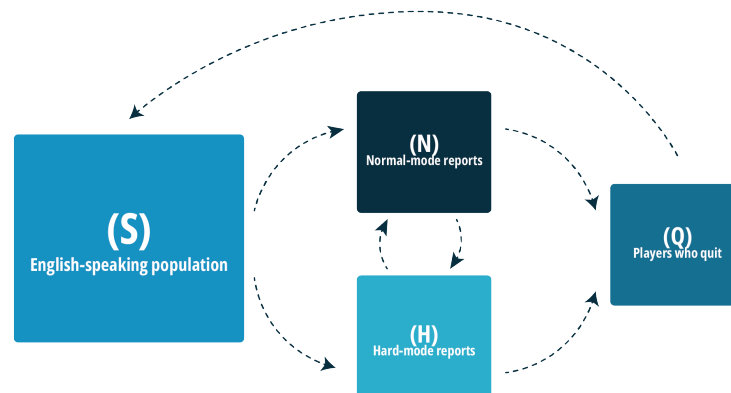 (S)
English-speaking population
(N)
Normal-mode reports
(H)
Hard-mode reports
(Q)
Players who quit